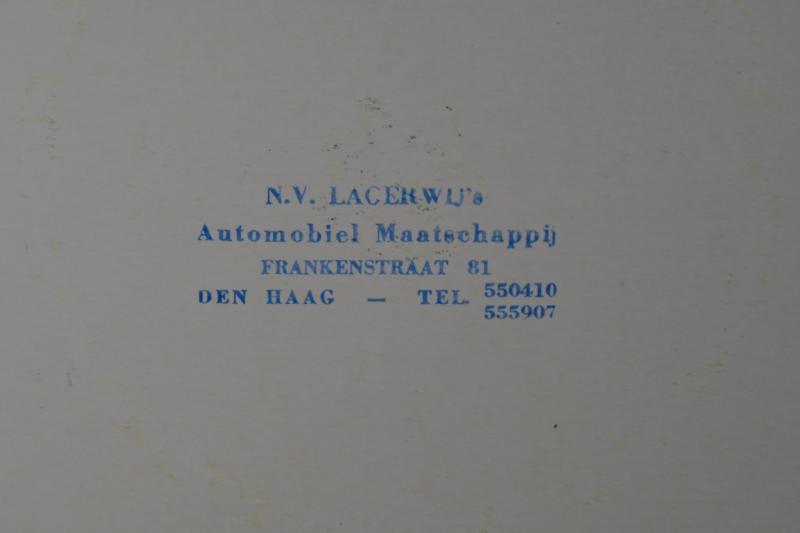 N.V. LAGERWIJ's
Automobiel Maatschappij
FRANKENSTRAAT 81
DEN HAAG — TEL. 550410
555907